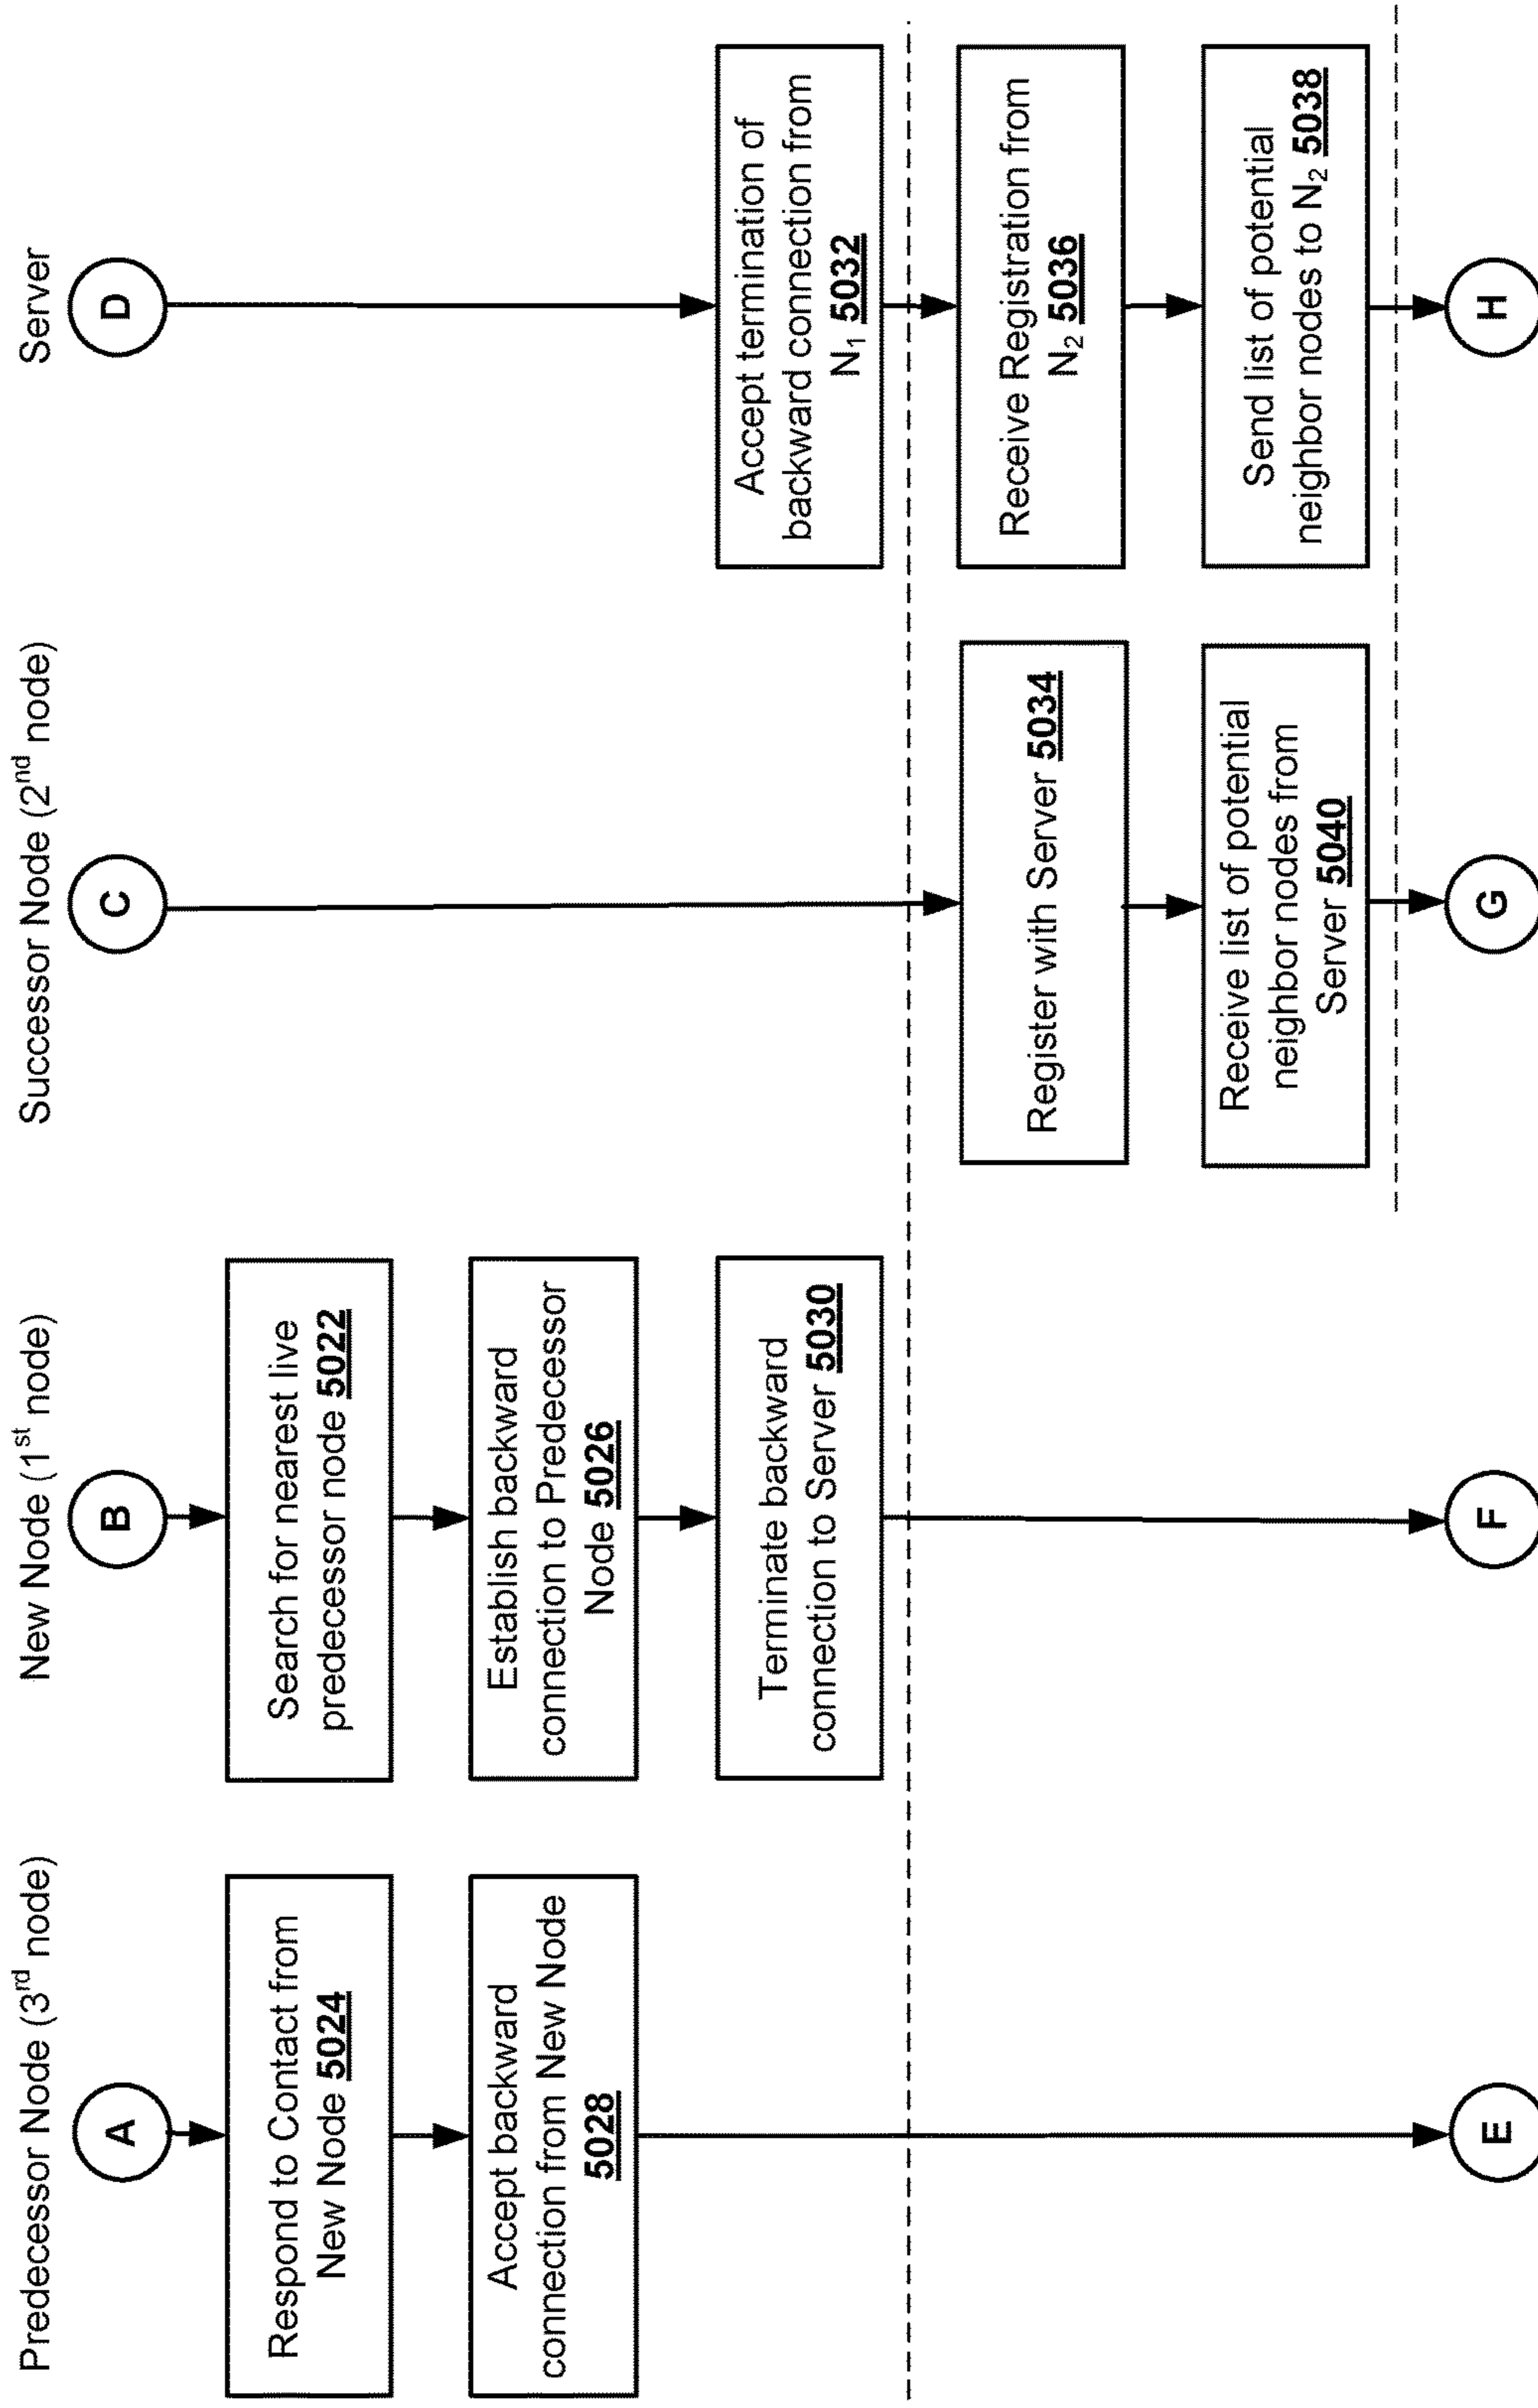 Predecessor Node (3rd node)
New Node (1st node)
Successor Node (2nd node)
Server
A
B
C
D
Respond to Contact from
New Node 5024
Search for nearest live
predecessor node 5022
Accept backward
connection from New Node
5028
Establish backward
connection to Predecessor
Node 5026
Terminate backward
connection to Server 5030
Accept termination of
backward connection from
N₁ 5032
Register with Server 5034
Receive Registration from
N₂ 5036
Receive list of potential
neighbor nodes from
Server 5040
Send list of potential
neighbor nodes to N₂ 5038
E
F
G
H